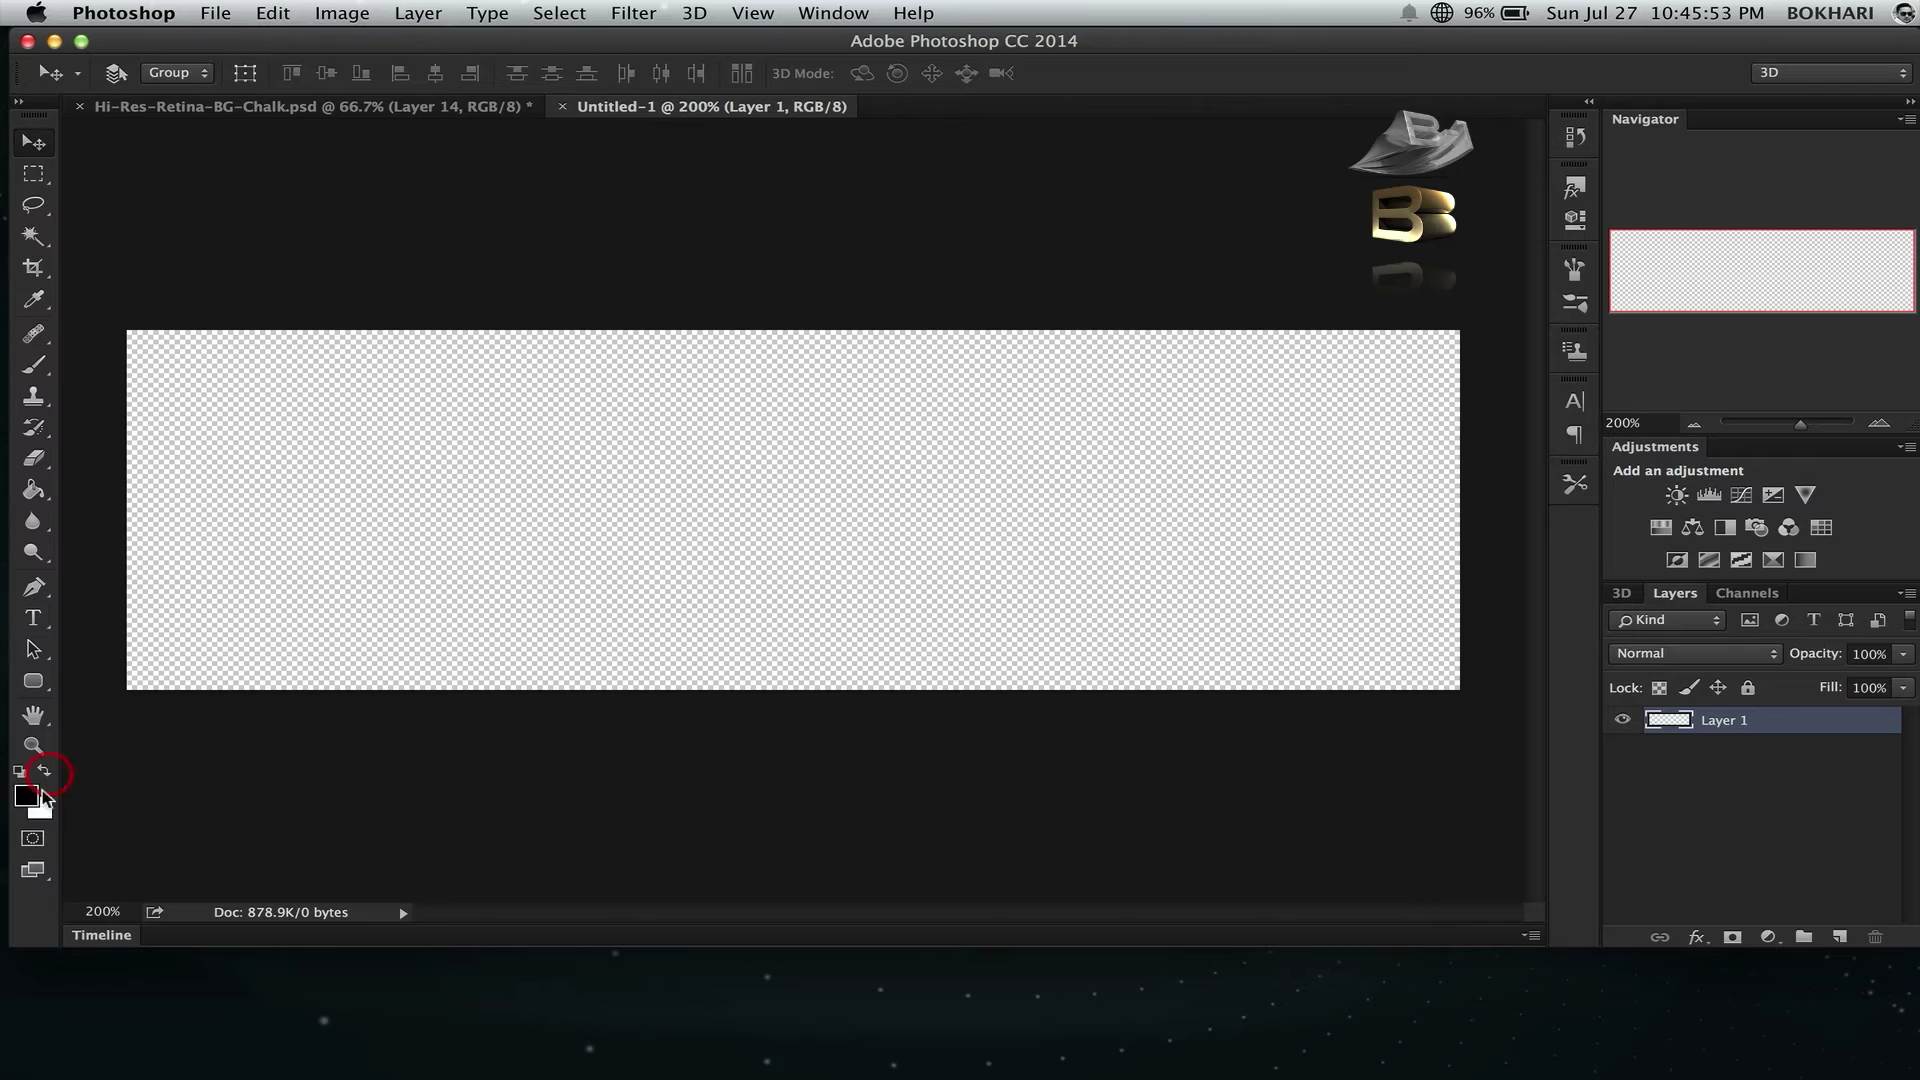 Photoshop File Edit Image Layer Type Select Filter 3D View Window Help 96% Sun Jul 27 10:45:53 PM BOKHARI
Adobe Photoshop CC 2014
Group 3D Mode: 3D
Hi-Res-Retina-BG-Chalk.psd @ 66.7% (Layer 14, RGB/8) * Untitled-1 @ 200% (Layer 1, RGB/8)
Navigator
B
B
200%
Adjustments
Add an adjustment
3D Layers Channels
Kind
Normal Opacity: 100%
Lock: Fill: 100%
Layer 1
200% Doc: 878.9K/0 bytes
Timeline